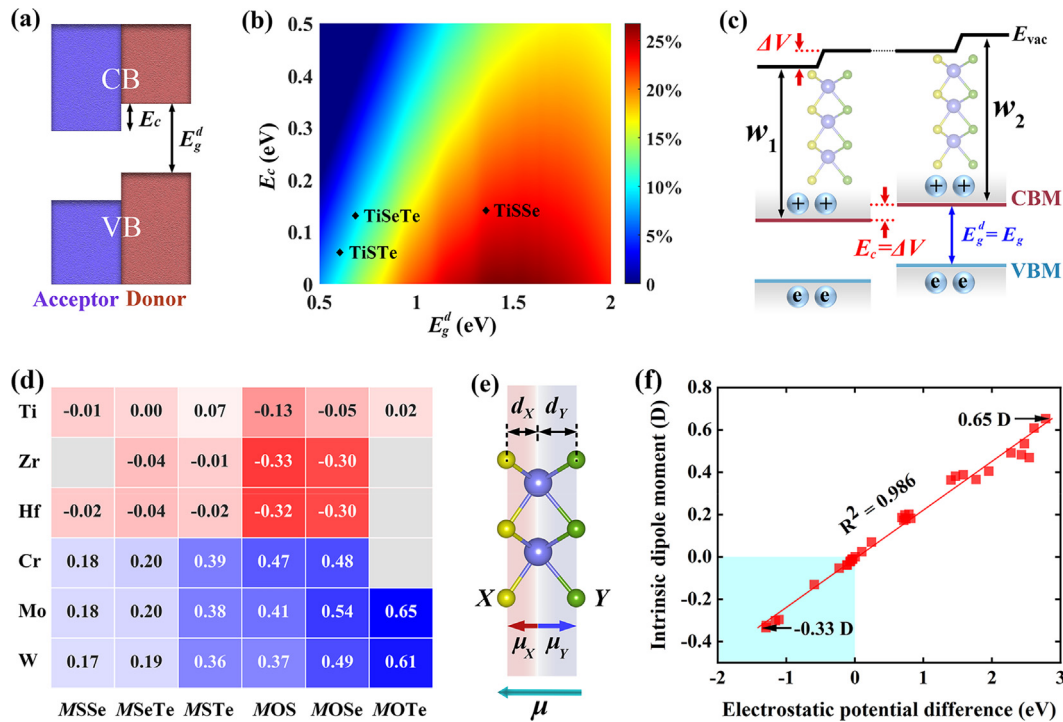 (a)
CB
E_c
E_g^d
VB
Acceptor Donor
(b)
E_c (eV)
0.5
0.4
0.3
0.2
0.1
0
0.5 1 1.5 2
E_g^d (eV)
TiSeTe
TiSTe
TiSSe
25%
20%
15%
10%
5%
0
(c)
ΔV
E_vac
w_1
w_2
+ + + +
CBM
E_c=ΔV
E_g^d=E_g
VBM
e e e e
(d)
Ti -0.01 0.00 0.07 -0.13 -0.05 0.02
Zr -0.04 -0.01 -0.33 -0.30
Hf -0.02 -0.04 -0.02 -0.32 -0.30
Cr 0.18 0.20 0.39 0.47 0.48
Mo 0.18 0.20 0.38 0.41 0.54 0.65
W 0.17 0.19 0.36 0.37 0.49 0.61
MSSe MSeTe MSTe MOS MOSe MOTe
(e)
d_X d_Y
X Y
μ_X μ_Y
μ
(f)
Intrinsic dipole moment (D)
0.8
0.6
0.4
0.2
0.0
-0.2
-0.4
0.65 D
R² = 0.986
-0.33 D
-2 -1 0 1 2 3
Electrostatic potential difference (eV)